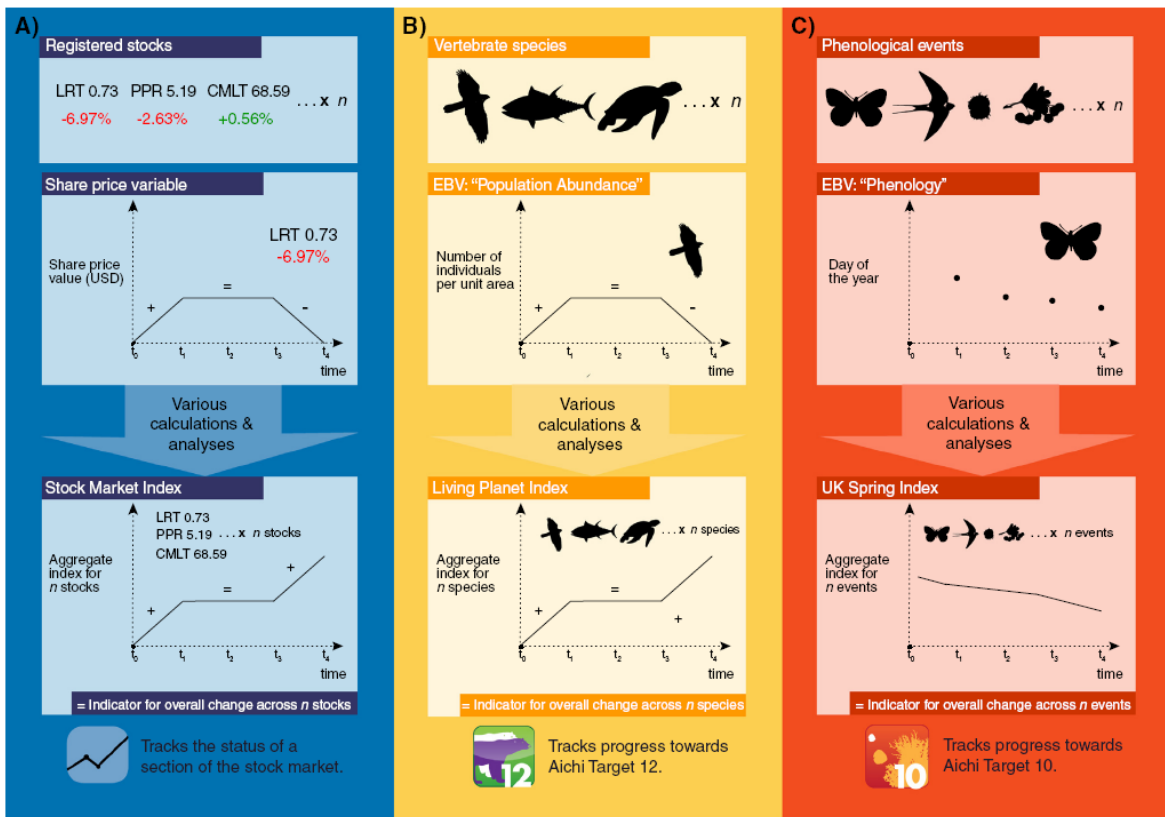 A)
Registered stocks
LRT 0.73 PPR 5.19 CMLT 68.59 ... x n
-6.97% -2.63% +0.56%
Share price variable
LRT 0.73
-6.97%
Share price
value (USD)
+ = -
t0 t1 t2 t3 t4
time
Various
calculations &
analyses
Stock Market Index
LRT 0.73
PPR 5.19 ... x n stocks
CMLT 68.59
Aggregate
index for
n stocks
+ = +
t0 t1 t2 t3 t4
time
= Indicator for overall change across n stocks
Tracks the status of a
section of the stock market.
B)
Vertebrate species
... x n
EBV: “Population Abundance”
Number of
individuals
per unit area
+ = -
t0 t1 t2 t3 t4
time
Various
calculations &
analyses
Living Planet Index
... x n species
Aggregate
index for
n species
+ = +
t0 t1 t2 t3 t4
time
= Indicator for overall change across n species
12
Tracks progress towards
Aichi Target 12.
C)
Phenological events
... x n
EBV: “Phenology”
Day of
the year
t0 t1 t2 t3 t4
time
Various
calculations &
analyses
UK Spring Index
... x n events
Aggregate
index for
n events
t0 t1 t2 t3 t4
time
= Indicator for overall change across n events
10
Tracks progress towards
Aichi Target 10.